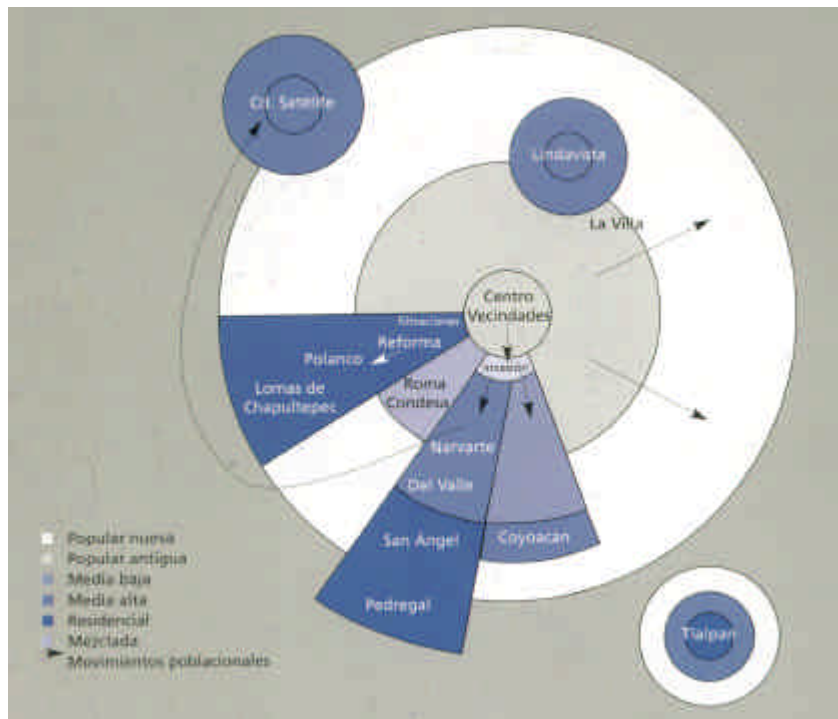 Cd. Satélite
Lindavista
La Villa
Centro
Vecindades
Reforma
Polanco
Lomas de
Chapultepec
Roma
Condesa
Narvarte
Del Valle
San Angel
Coyoacán
Pedregal
Tlalpan
Popular nueva
Popular antigua
Media baja
Media alta
Residencial
Mezclada
Movimientos poblacionales